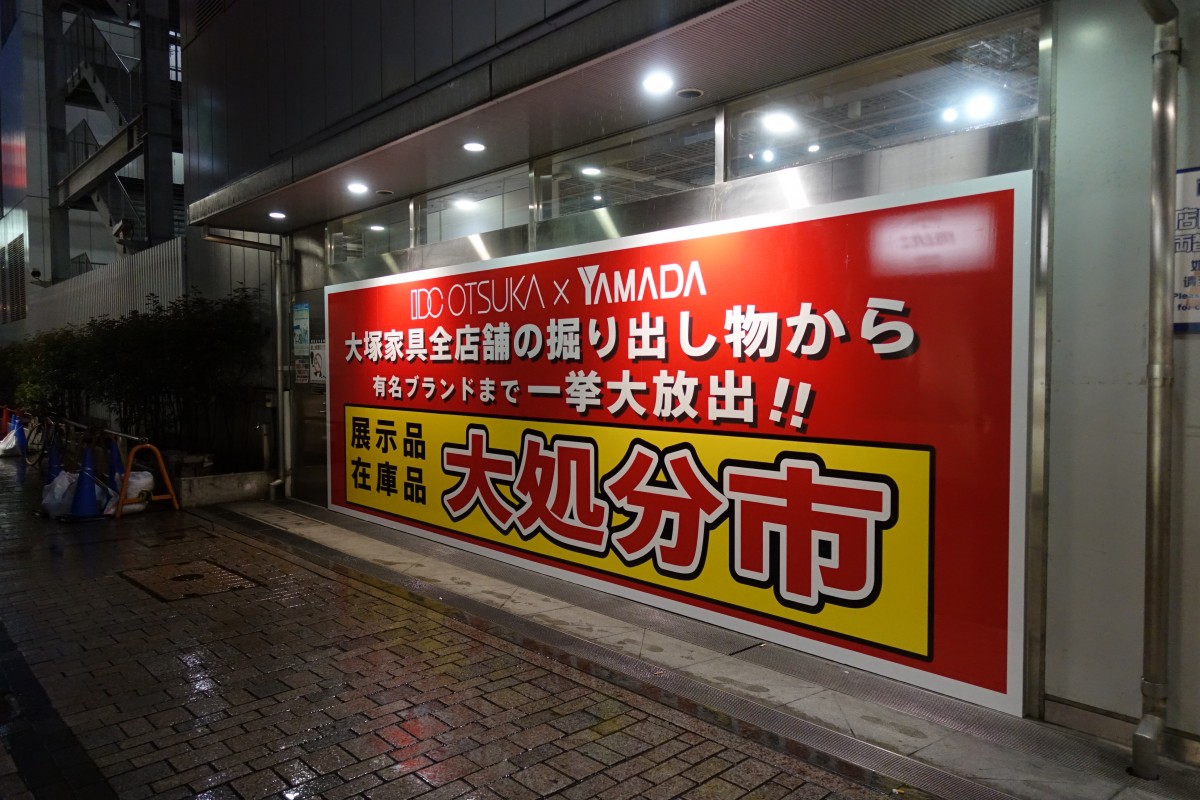 IDC OTSUKA × YAMADA
大塚家具全店舗の掘り出し物から
有名ブランドまで一挙大放出!!
展示品
在庫品
大処分市